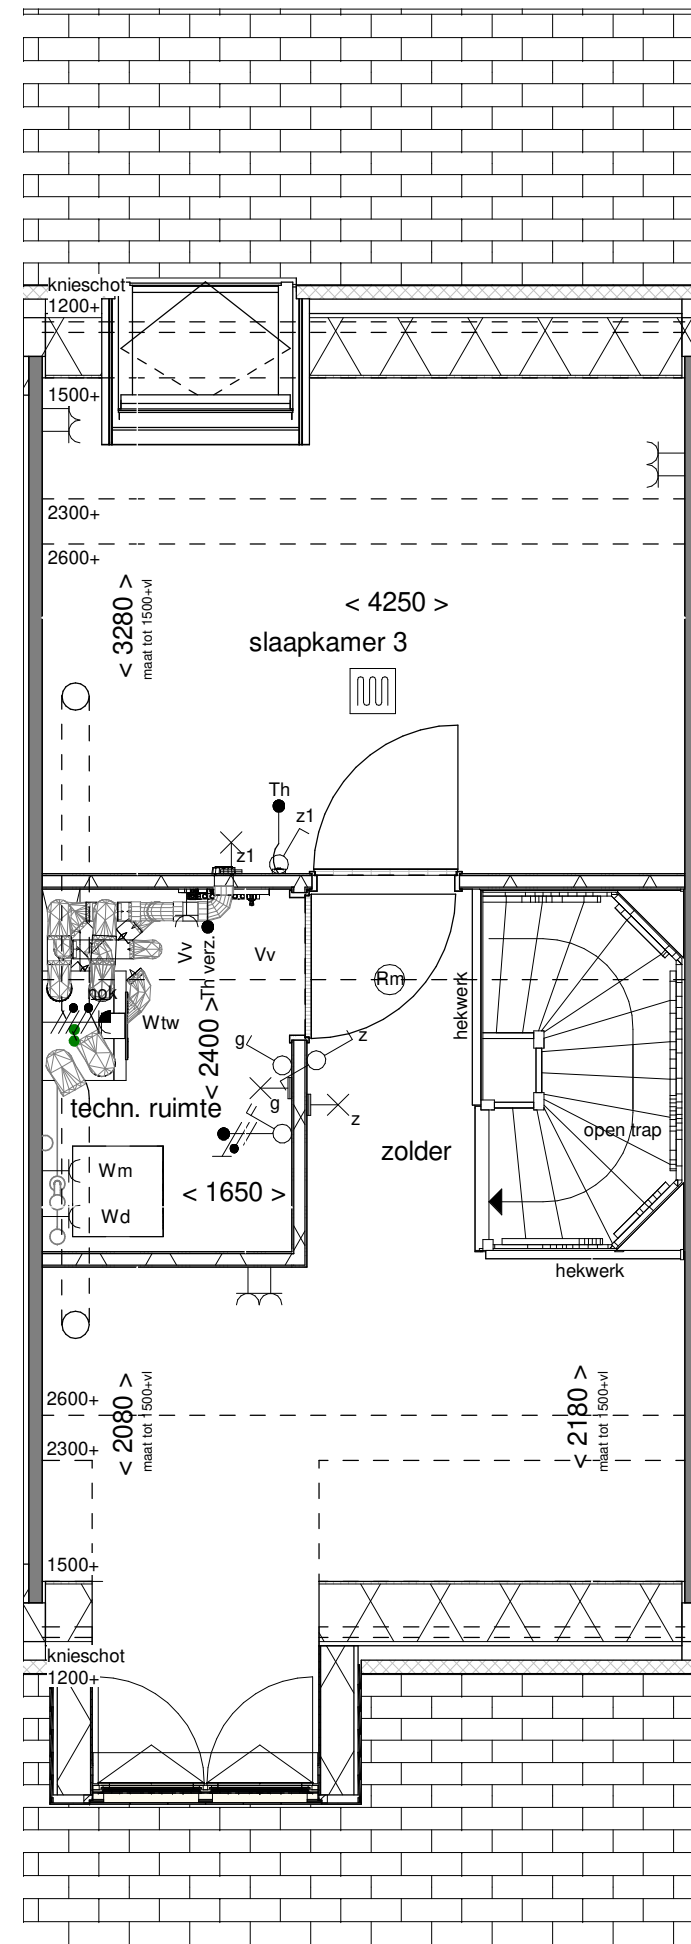 knieschot
1200+
1500+
2300+
2600+
< 3280 >
maat tot 1500+vl
< 4250 >
slaapkamer 3
Th
z1
z1
Vv
Th verz.
Vv
Rm
hekwerk
Wtw
< 2400 >
g
z
g
z
techn. ruimte
open trap
zolder
Wm
Wd
< 1650 >
hekwerk
2600+
2300+
< 2080 >
maat tot 1500+vl
< 2180 >
maat tot 1500+vl
1500+
knieschot
1200+